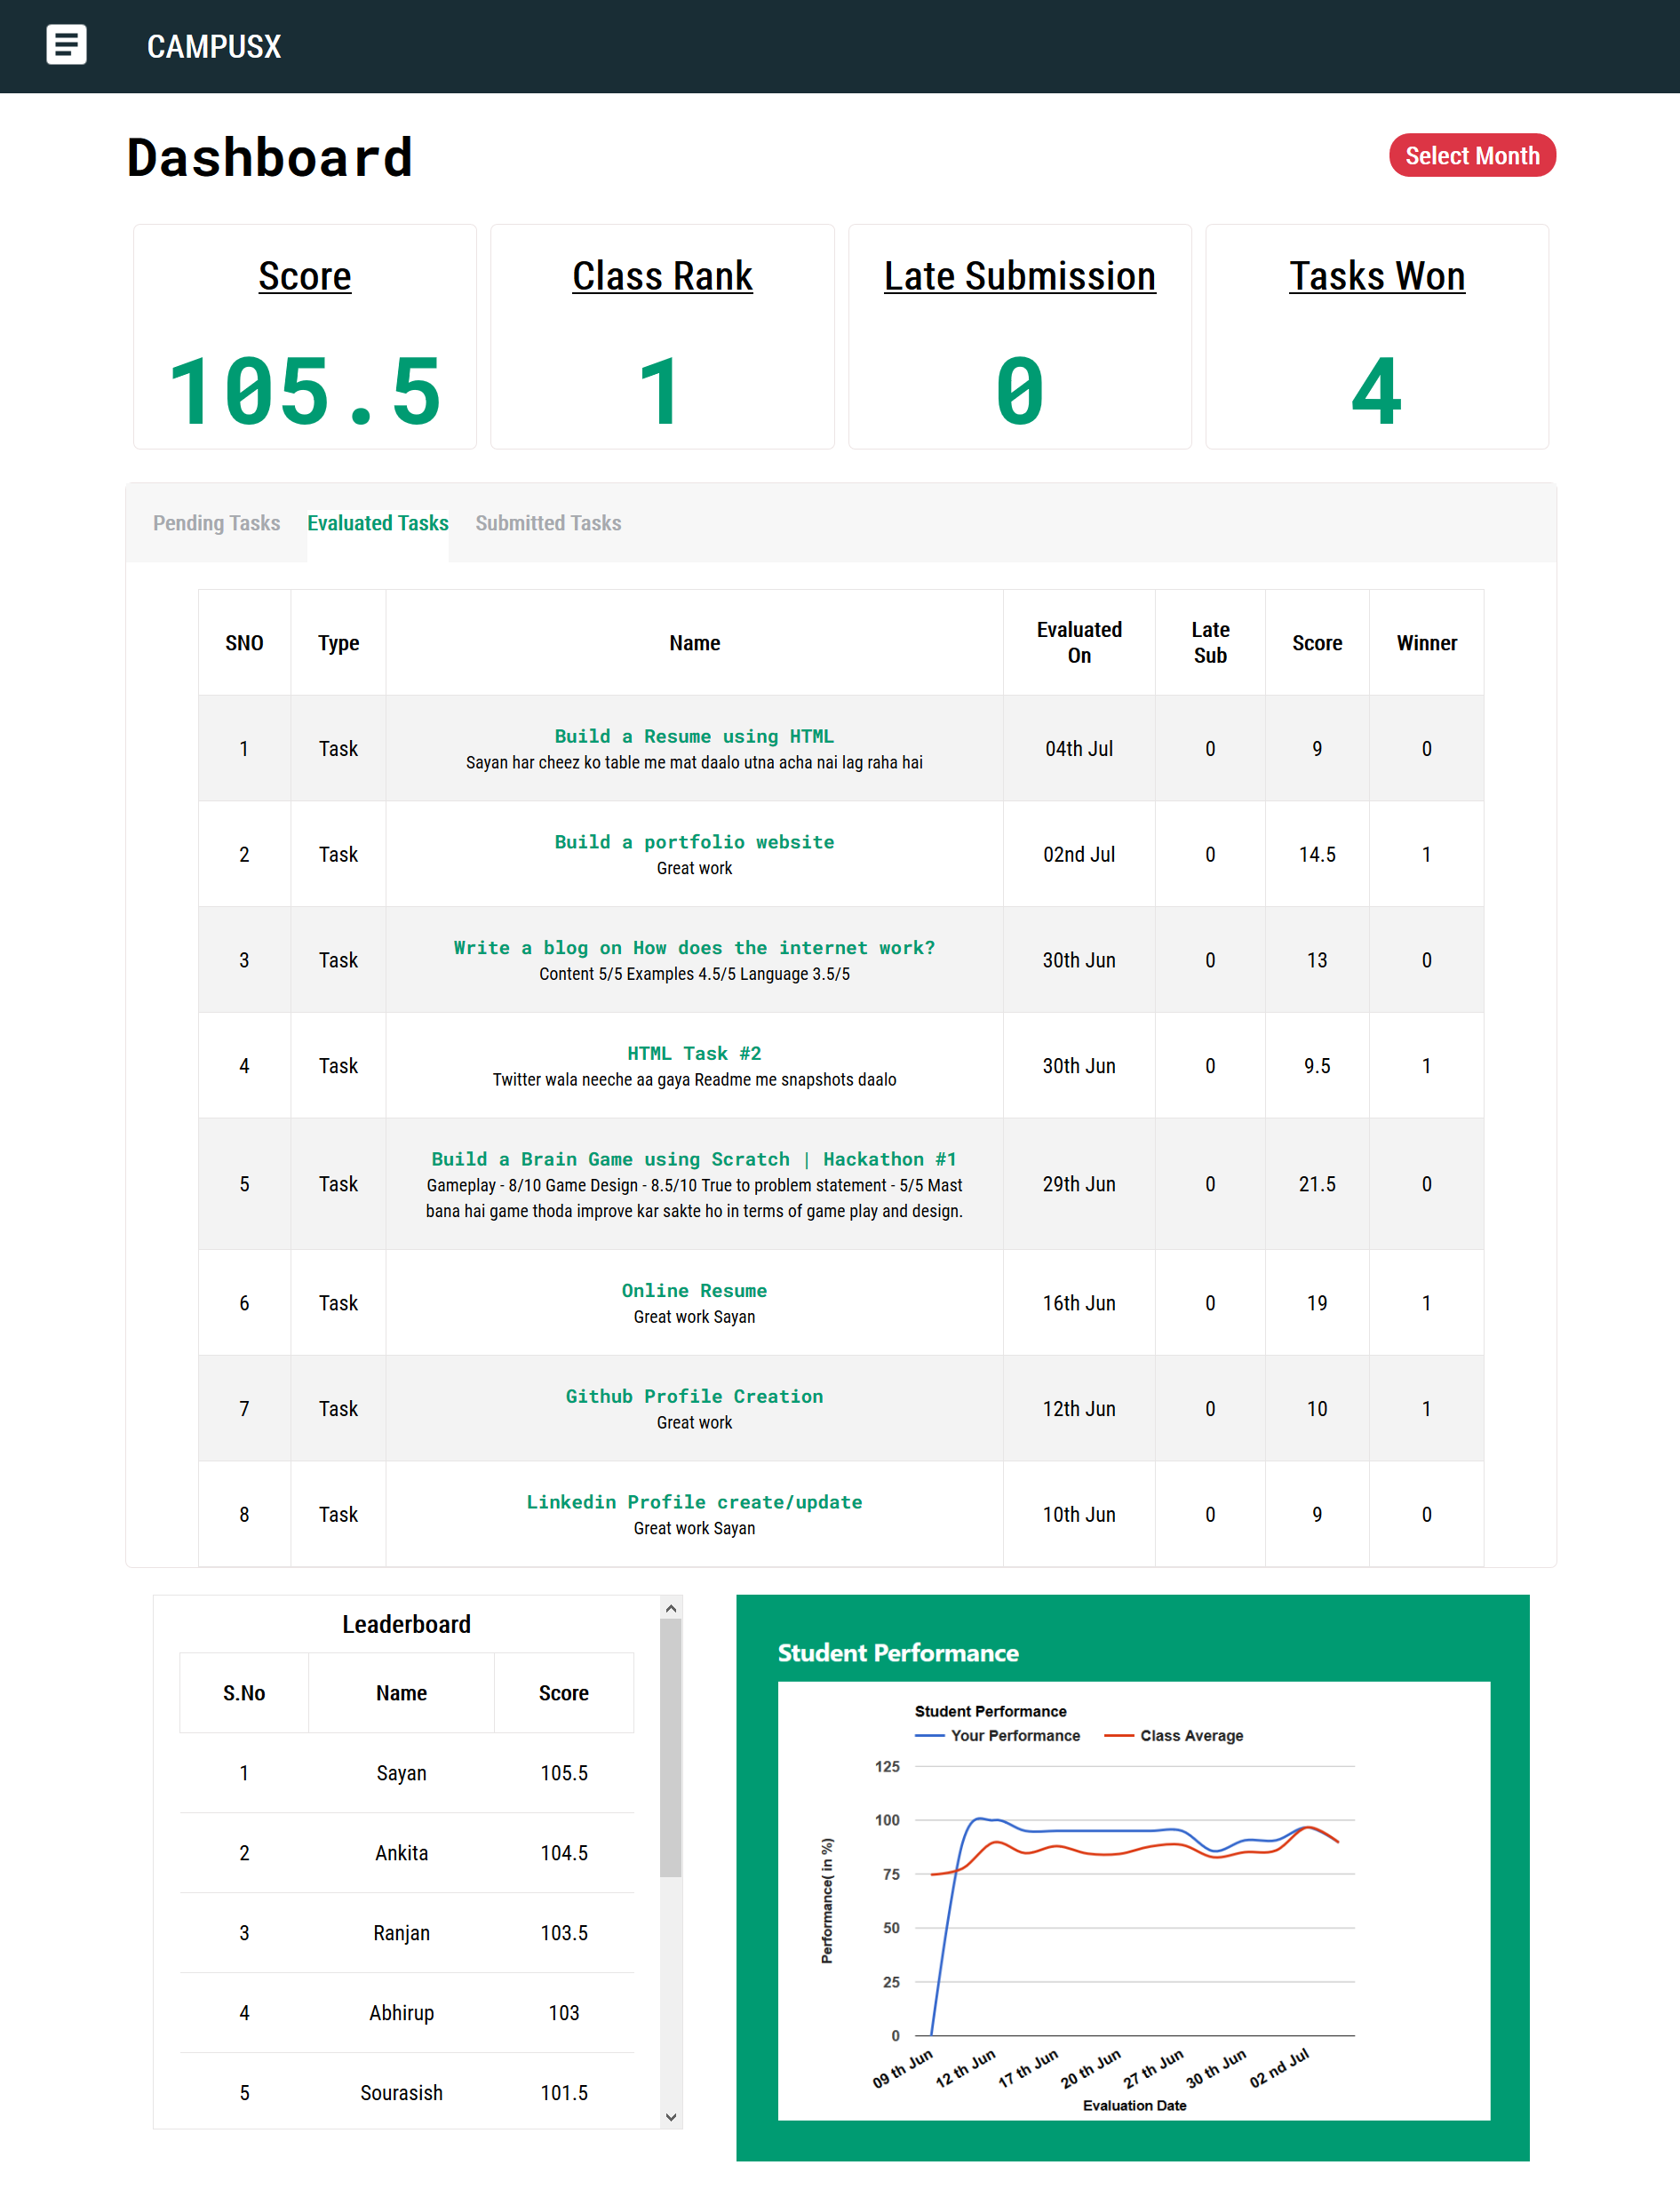 CAMPUSX
Dashboard
Select Month
Score
Class Rank
Late Submission
Tasks Won
105.5
1
0
4
Pending Tasks
Evaluated Tasks
Submitted Tasks
SNO Type Name Evaluated On Late Sub Score Winner
1 Task Build a Resume using HTML
Sayan har cheez ko table me mat daalo utna acha nai lag raha hai
04th Jul 0 9 0
2 Task Build a portfolio website
Great work
02nd Jul 0 14.5 1
3 Task Write a blog on How does the internet work?
Content 5/5 Examples 4.5/5 Language 3.5/5
30th Jun 0 13 0
4 Task HTML Task #2
Twitter wala neeche aa gaya Readme me snapshots daalo
30th Jun 0 9.5 1
5 Task Build a Brain Game using Scratch | Hackathon #1
Gameplay - 8/10 Game Design - 8.5/10 True to problem statement - 5/5 Mast
bana hai game thoda improve kar sakte ho in terms of game play and design.
29th Jun 0 21.5 0
6 Task Online Resume
Great work Sayan
16th Jun 0 19 1
7 Task Github Profile Creation
Great work
12th Jun 0 10 1
8 Task Linkedin Profile create/update
Great work Sayan
10th Jun 0 9 0
Leaderboard
S.No Name Score
1 Sayan 105.5
2 Ankita 104.5
3 Ranjan 103.5
4 Abhirup 103
5 Sourasish 101.5
Student Performance
Student Performance
Your Performance Class Average
125
100
75
50
25
0
Performance( in %)
09 th Jun 12 th Jun 17 th Jun 20 th Jun 27 th Jun 30 th Jun 02 nd Jul
Evaluation Date